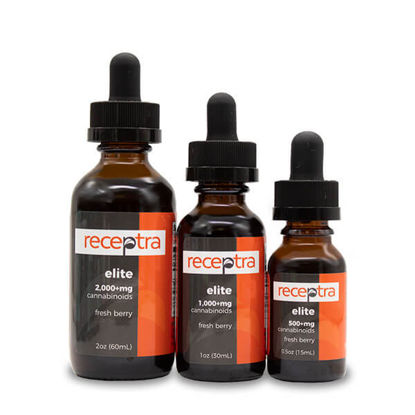 receptra
elite
2,000+mg
cannabinoids
fresh berry
2oz (60mL)
receptra
elite
1,000+mg
cannabinoids
fresh berry
1oz (30mL)
receptra
elite
500+mg
cannabinoids
fresh berry
0.5oz (15mL)